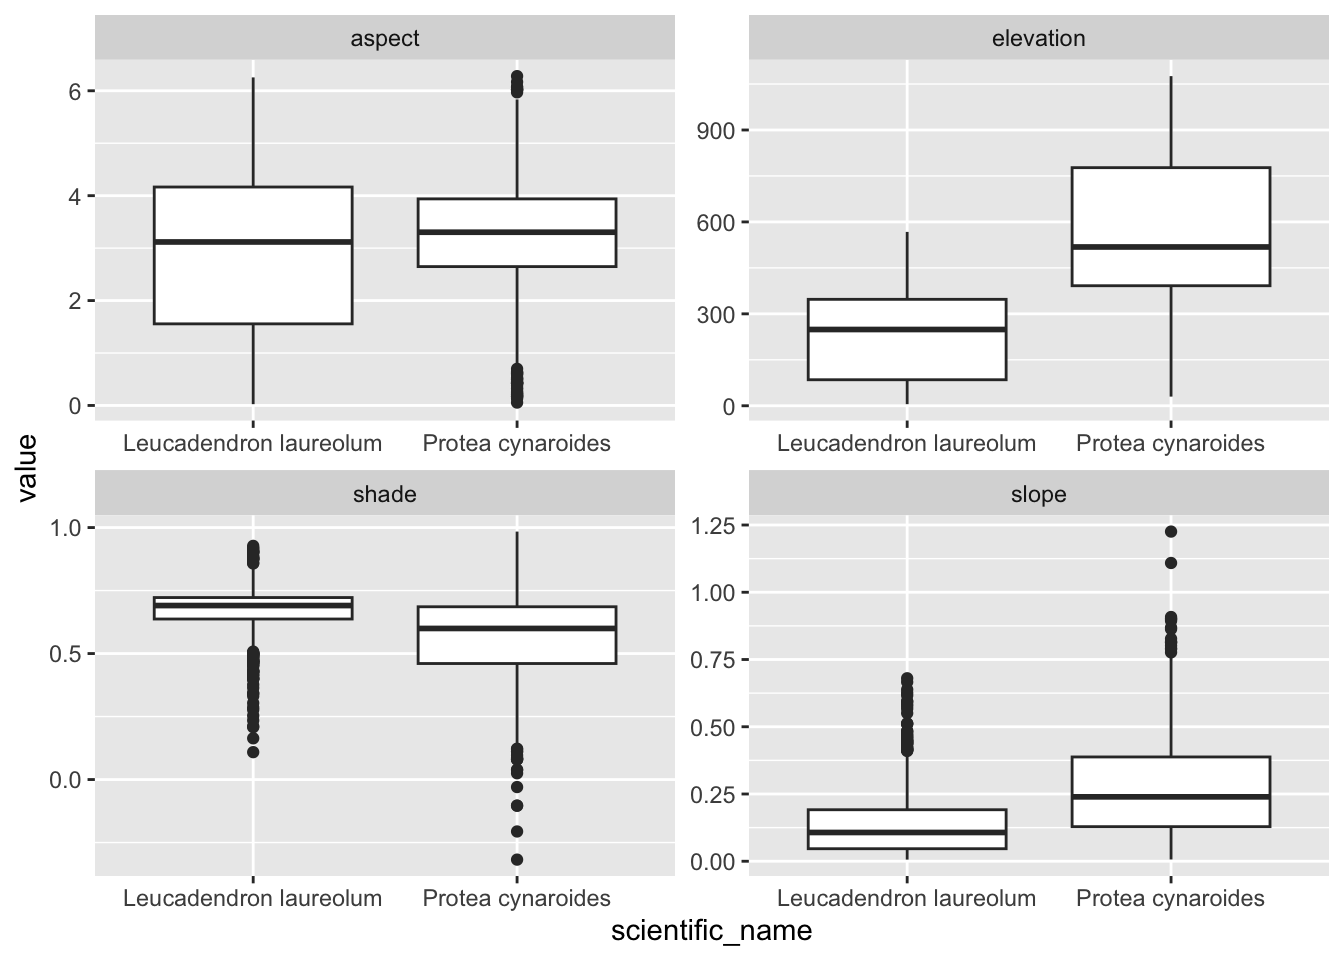 aspect
6
4
2
0
Leucadendron laureolum Protea cynaroides
elevation
900
600
300
0
Leucadendron laureolum Protea cynaroides
value
shade
1.0
0.5
0.0
Leucadendron laureolum Protea cynaroides
slope
1.25
1.00
0.75
0.50
0.25
0.00
Leucadendron laureolum Protea cynaroides
scientific_name